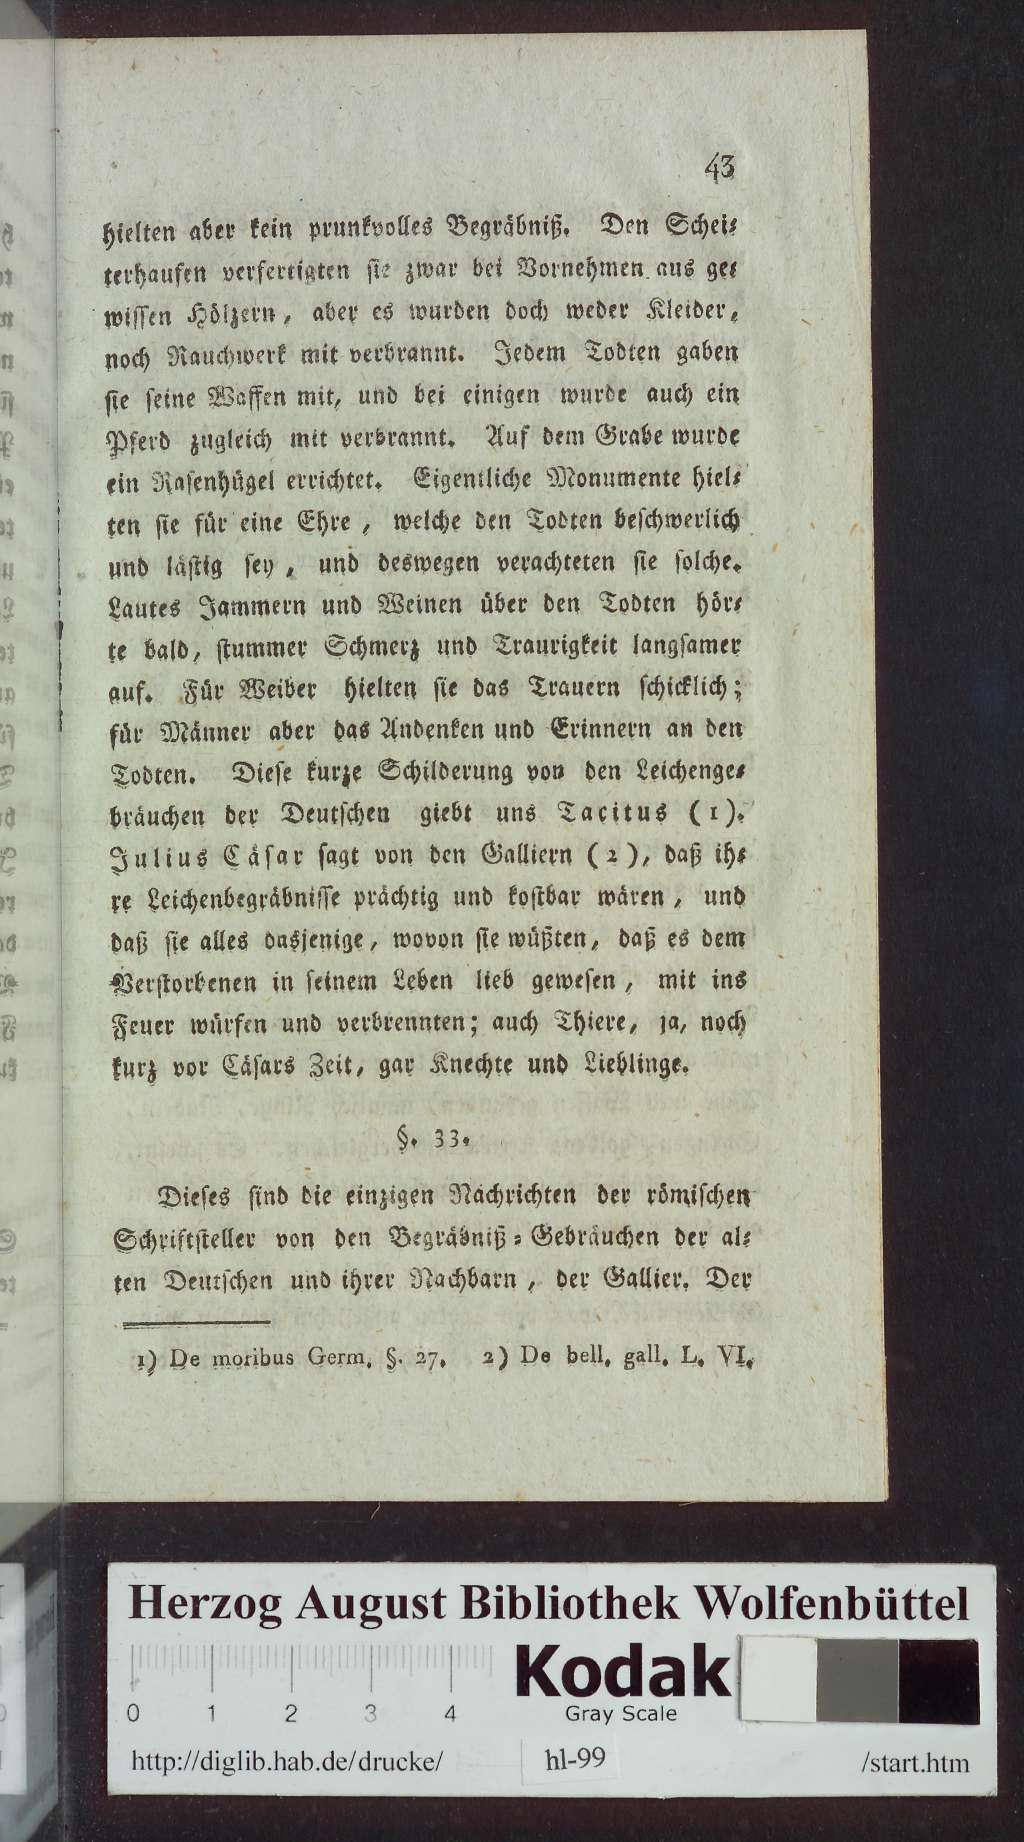 43
hielten aber kein prunkvolles Begräbniß. Den Schei-
terhaufen verfertigten sie zwar bei Vornehmen aus ge-
wissen Hölzern, aber es wurden doch weder Kleider,
noch Rauchwerk mit verbrannt. Jedem Todten gaben
sie seine Waffen mit, und bei einigen wurde auch ein
Pferd zugleich mit verbrannt. Auf dem Grabe wurde
ein Rasenhügel errichtet. Eigentliche Monumente hiel-
ten sie für eine Ehre, welche den Todten beschwerlich
und lästig sey, und deswegen verachteten sie solche.
Lautes Jammern und Weinen über den Todten hör-
te bald, stummer Schmerz und Traurigkeit langsamer
auf. Für Weiber hielten sie das Trauern schicklich;
für Männer aber das Andenken und Erinnern an den
Todten. Diese kurze Schilderung von den Leichenge-
bräuchen der Deutschen giebt uns Tacitus (1).
Julius Cäsar sagt von den Galliern (2), daß ih-
re Leichenbegräbnisse prächtig und kostbar wären, und
daß sie alles dasjenige, wovon sie wüßten, daß es dem
Verstorbenen in seinem Leben lieb gewesen, mit ins
Feuer würfen und verbrennten; auch Thiere, ja, noch
kurz vor Cäsars Zeit, gar Knechte und Lieblinge.
§. 33.
Dieses sind die einzigen Nachrichten der römischen
Schriftsteller von den Begräbniß-Gebräuchen der al-
ten Deutschen und ihrer Nachbarn, der Gallier. Der
1) De moribus Germ. §. 27. 2) De bell. gall. L. VI.
Herzog August Bibliothek Wolfenbüttel
Kodak
0 1 2 3 4
Gray Scale
http://diglib.hab.de/drucke/ hl-99 /start.htm